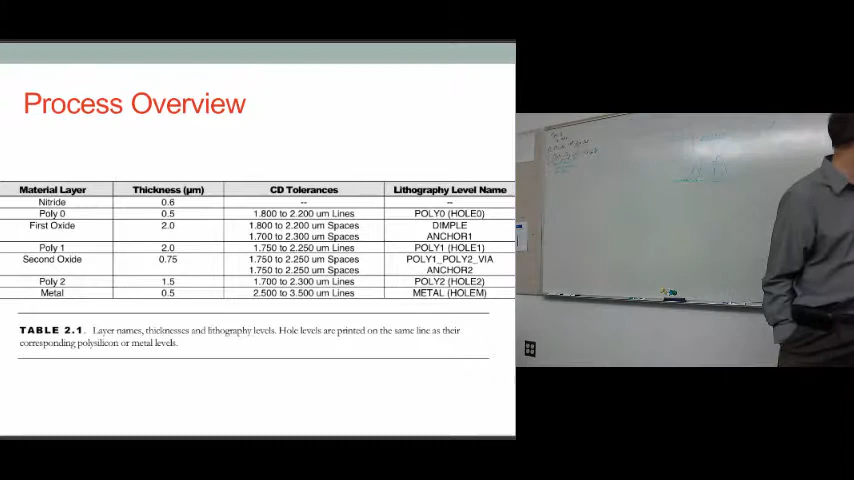 Process Overview
Material Layer Thickness (µm) CD Tolerances Lithography Level Name
Nitride 0.6 -- --
Poly 0 0.5 1.800 to 2.200 um Lines POLY0 (HOLE0)
First Oxide 2.0 1.800 to 2.200 um Spaces DIMPLE
1.700 to 2.300 um Spaces ANCHOR1
Poly 1 2.0 1.750 to 2.250 um Lines POLY1 (HOLE1)
Second Oxide 0.75 1.750 to 2.250 um Spaces POLY1_POLY2_VIA
1.750 to 2.250 um Spaces ANCHOR2
Poly 2 1.5 1.700 to 2.300 um Lines POLY2 (HOLE2)
Metal 0.5 2.500 to 3.500 um Lines METAL (HOLEM)
TABLE 2.1. Layer names, thicknesses and lithography levels. Hole levels are printed on the same line as their
corresponding polysilicon or metal levels.